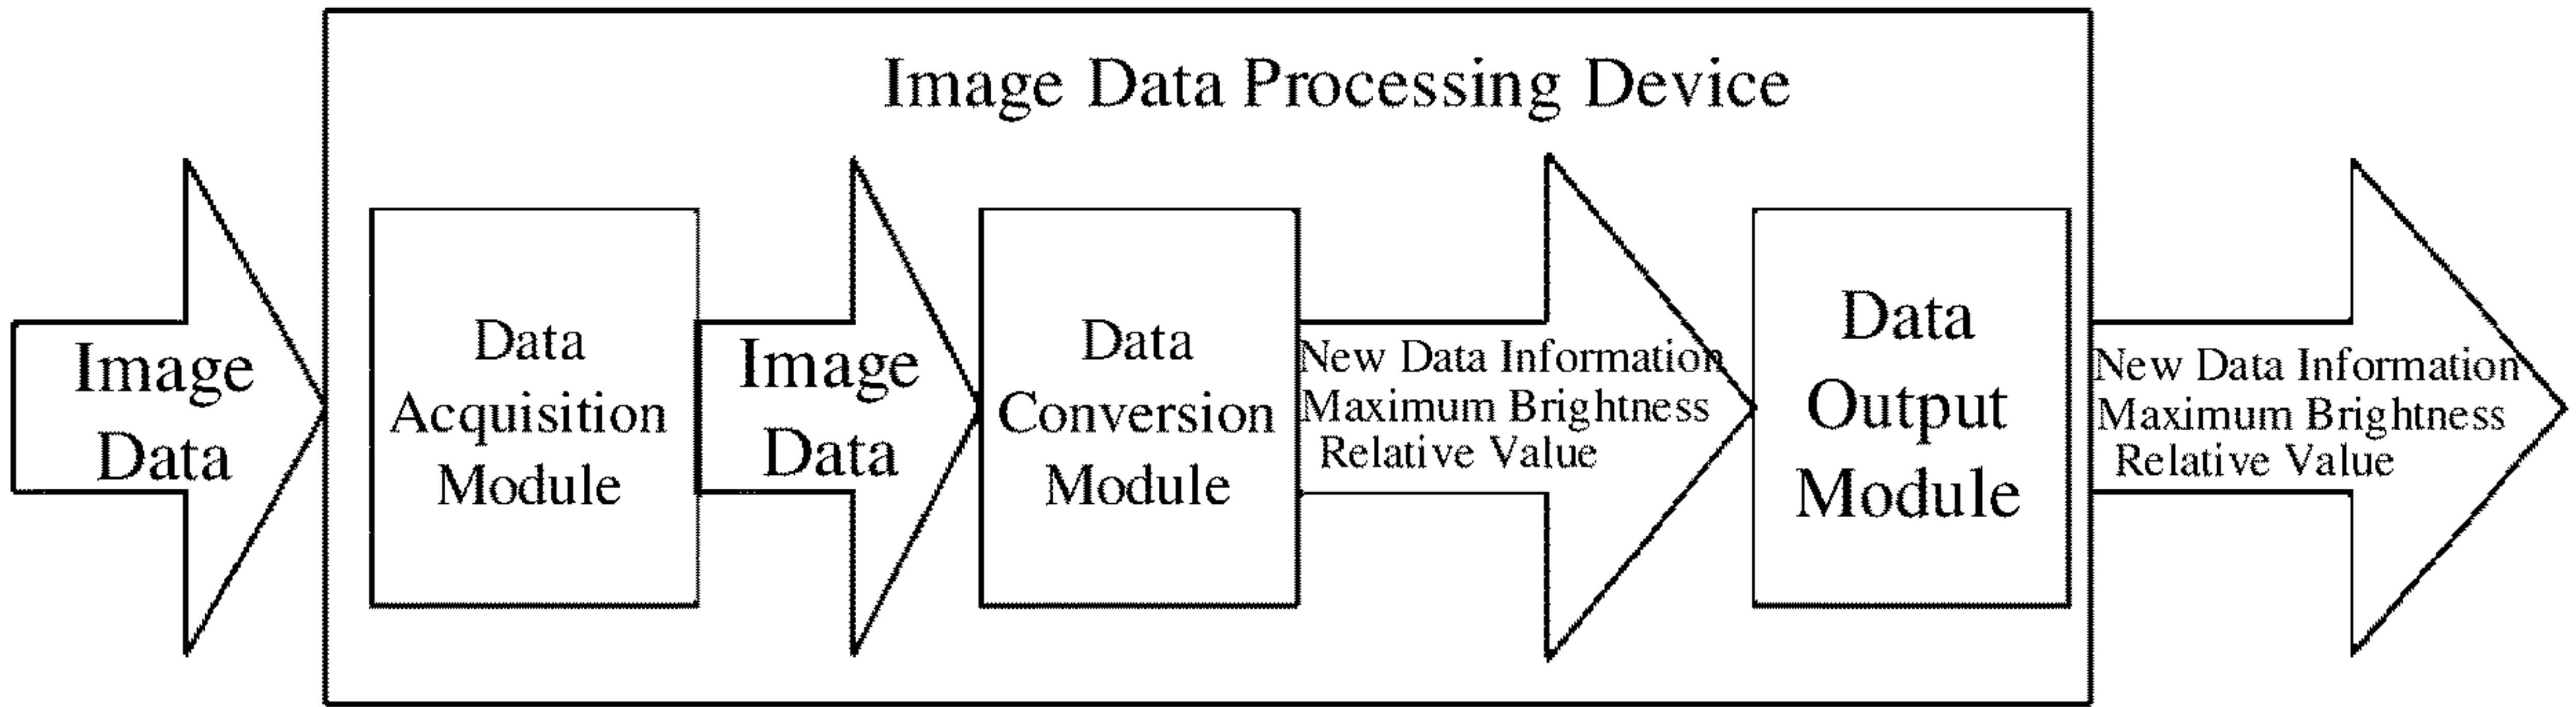 Image Data Processing Device
Image
Data
Data
Acquisition
Module
Image
Data
Data
Conversion
Module
New Data Information
Maximum Brightness
Relative Value
Data
Output
Module
New Data Information
Maximum Brightness
Relative Value